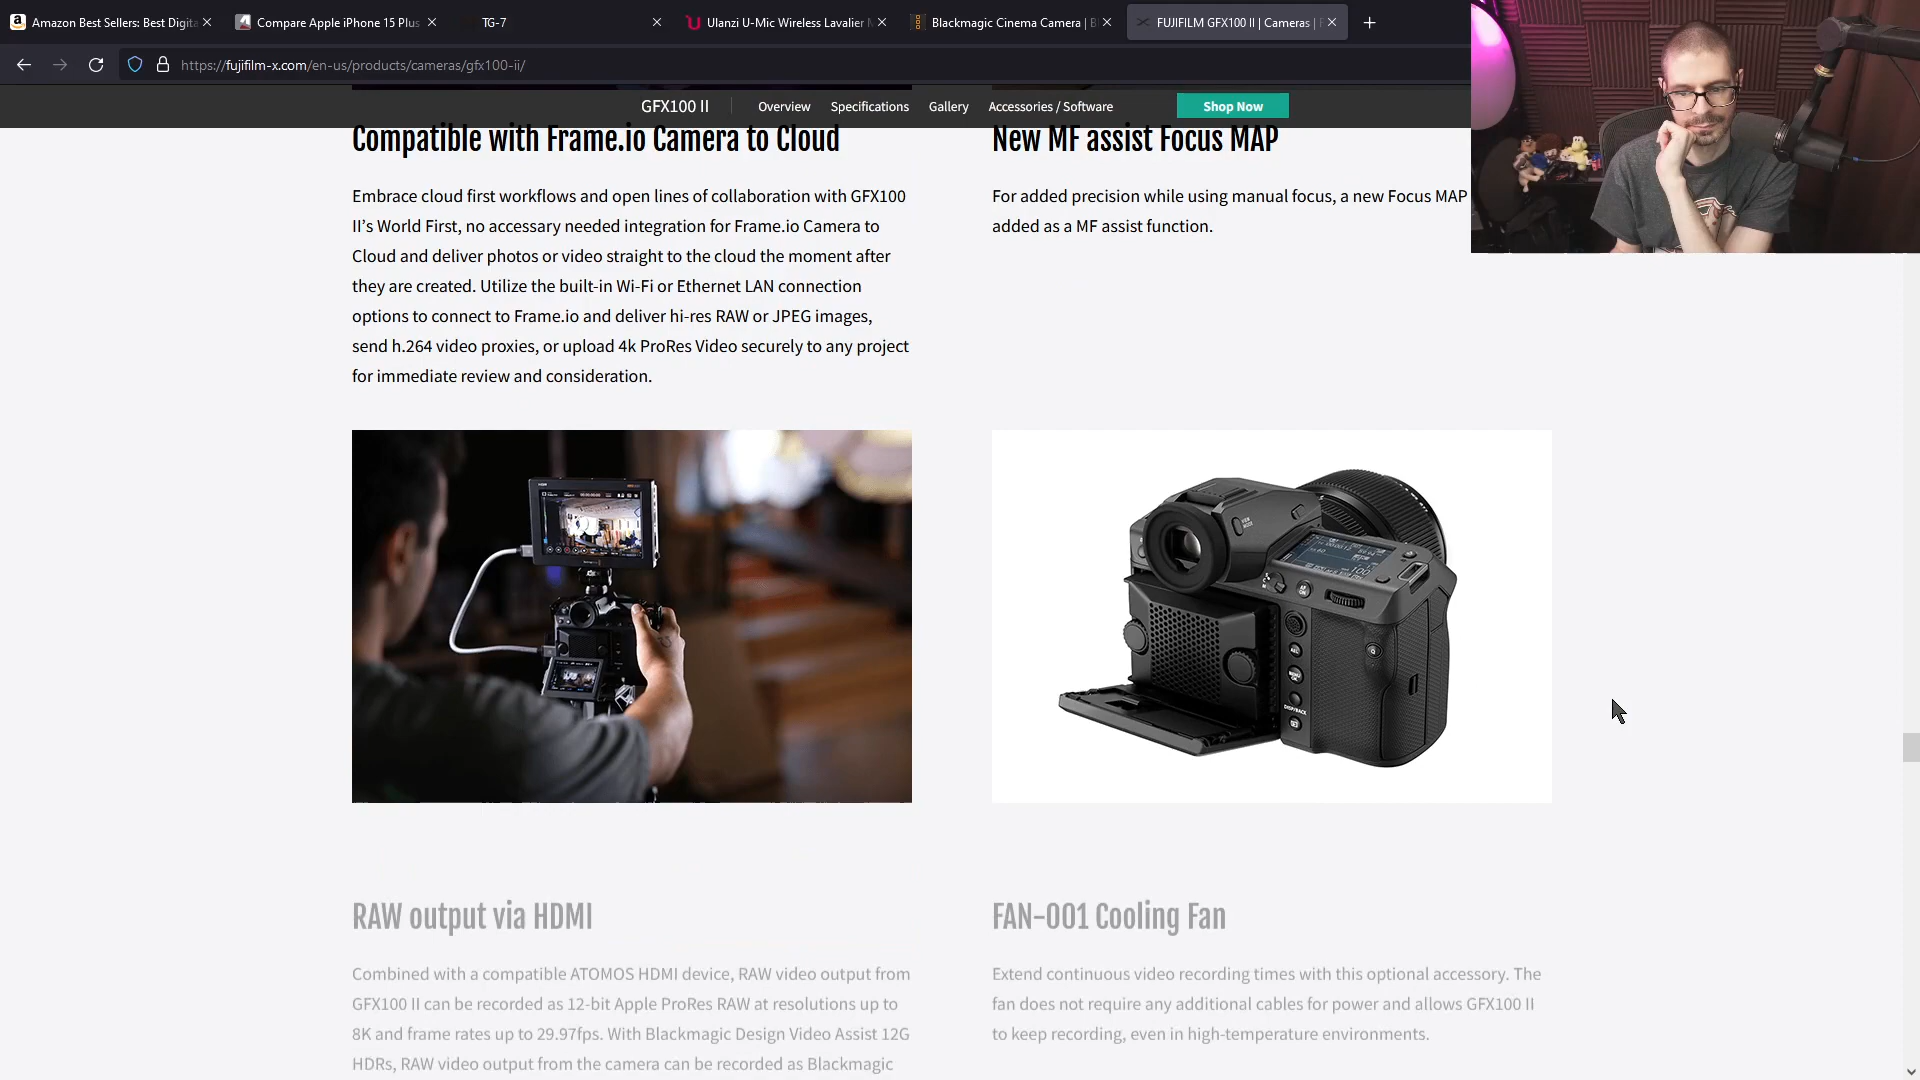 Amazon Best Sellers: Best Digita
Compare Apple iPhone 15 Plus
TG-7
Ulanzi U-Mic Wireless Lavalier
Blackmagic Cinema Camera | B
FUJIFILM GFX100 II | Cameras |
https://fujifilm-x.com/en-us/products/cameras/gfx100-ii/
GFX100 II
Overview
Specifications
Gallery
Accessories / Software
Shop Now
Compatible with Frame.io Camera to Cloud
Embrace cloud first workflows and open lines of collaboration with GFX100
II’s World First, no accessary needed integration for Frame.io Camera to
Cloud and deliver photos or video straight to the cloud the moment after
they are created. Utilize the built-in Wi-Fi or Ethernet LAN connection
options to connect to Frame.io and deliver hi-res RAW or JPEG images,
send h.264 video proxies, or upload 4k ProRes Video securely to any project
for immediate review and consideration.
New MF assist Focus MAP
For added precision while using manual focus, a new Focus MAP
added as a MF assist function.
RAW output via HDMI
Combined with a compatible ATOMOS HDMI device, RAW video output from
GFX100 II can be recorded as 12-bit Apple ProRes RAW at resolutions up to
8K and frame rates up to 29.97fps. With Blackmagic Design Video Assist 12G
HDRs, RAW video output from the camera can be recorded as Blackmagic
FAN-001 Cooling Fan
Extend continuous video recording times with this optional accessory. The
fan does not require any additional cables for power and allows GFX100 II
to keep recording, even in high-temperature environments.